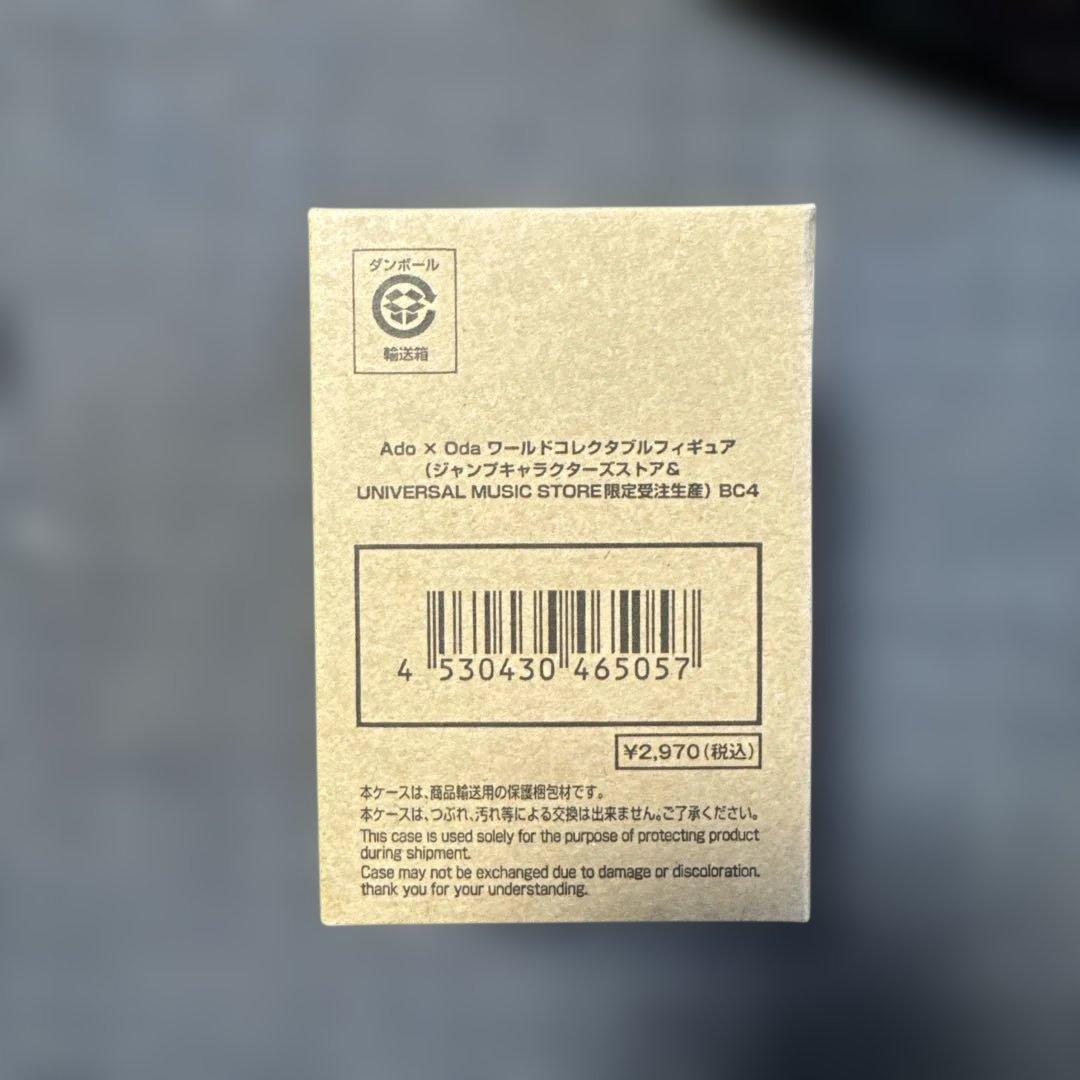 ダンボール
輸送箱
Ado × Oda ワールドコレクタブルフィギュア
(ジャンプキャラクターズストア&
UNIVERSAL MUSIC STORE限定受注生産) BC4
4 530430 465057
¥2,970(税込)
本ケースは、商品輸送用の保護梱包材です。
本ケースは、つぶれ、汚れ等による交換は出来ません。ご了承ください。
This case is used solely for the purpose of protecting product
during shipment.
Case may not be exchanged due to damage or discoloration.
thank you for your understanding.